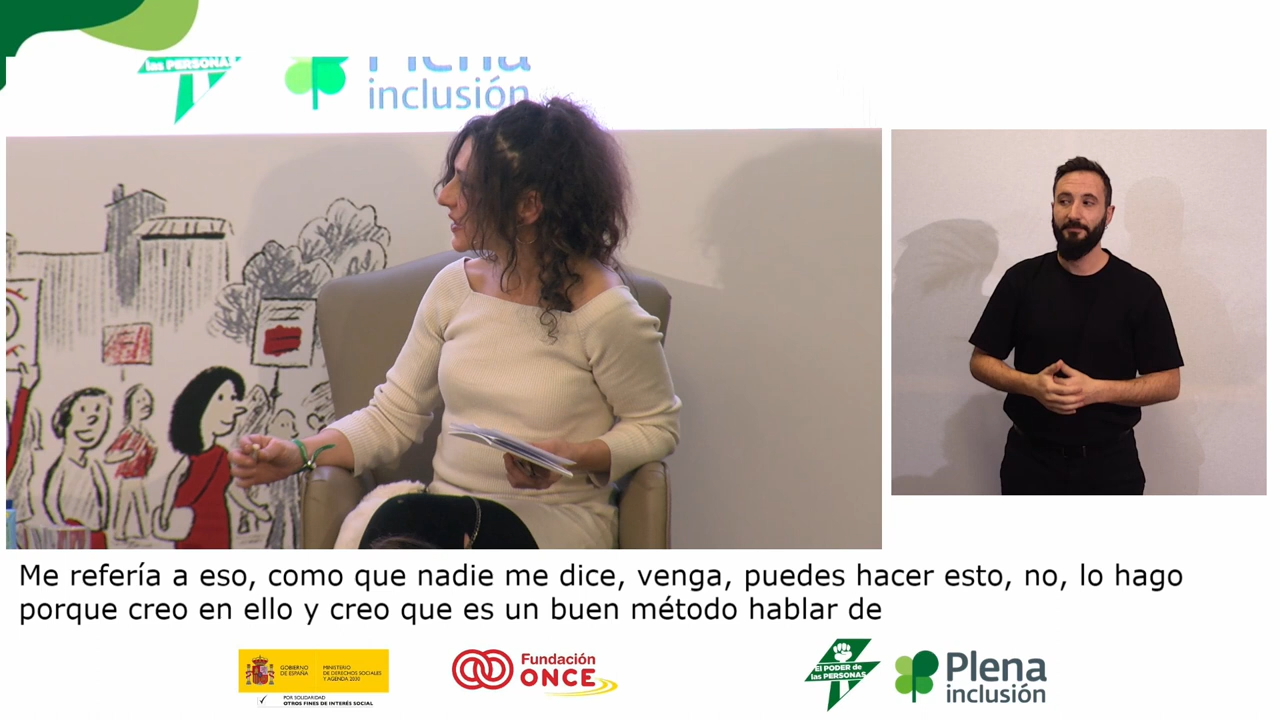 las PERSONAS
Plena
inclusión
Me refería a eso, como que nadie me dice, venga, puedes hacer esto, no, lo hago
porque creo en ello y creo que es un buen método hablar de
GOBIERNO
DE ESPAÑA
MINISTERIO
DE DERECHOS SOCIALES
Y AGENDA 2030
POR SOLIDARIDAD
OTROS FINES DE INTERÉS SOCIAL
Fundación
ONCE
El PODER de
las PERSONAS
Plena
inclusión